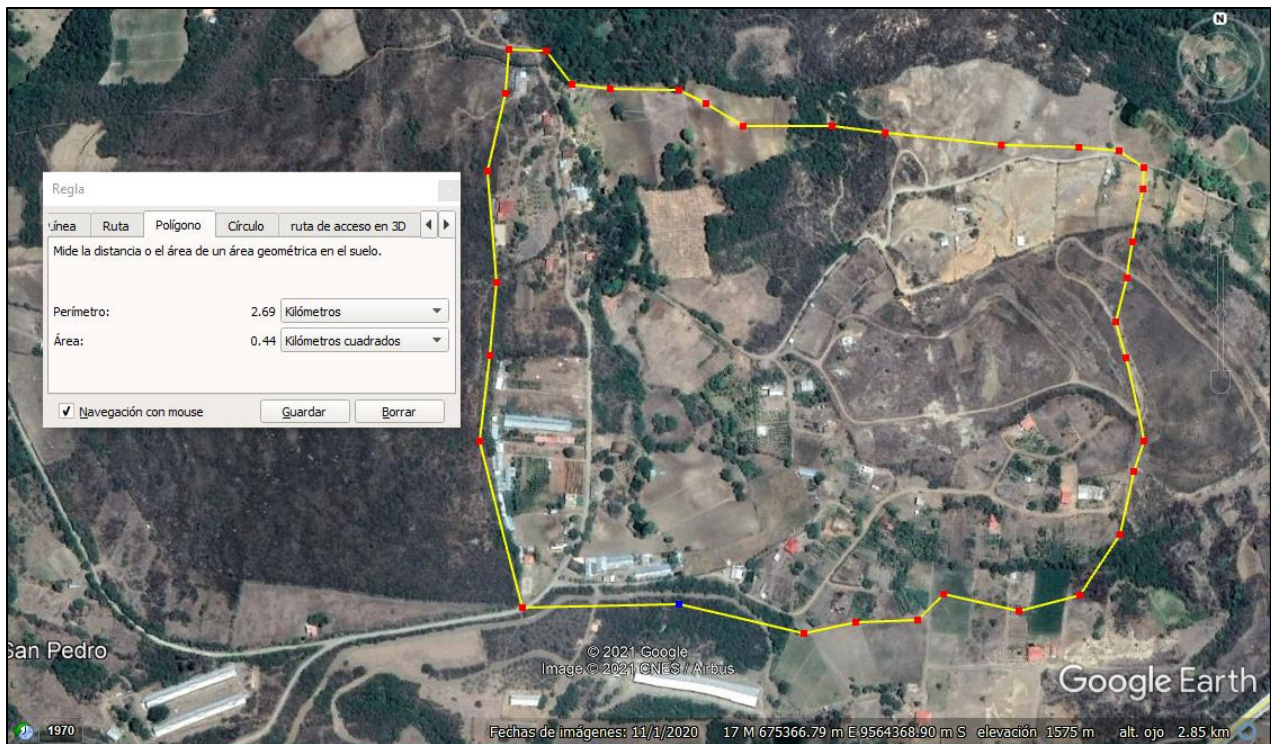 N
Regla
Línea Ruta Polígono Círculo ruta de acceso en 3D
Mide la distancia o el área de un área geométrica en el suelo.
Perímetro: 2.69 Kilómetros
Área: 0.44 Kilómetros cuadrados
Navegación con mouse Guardar Borrar
San Pedro
© 2021 Google
Image © 2021 CNES / Airbus
Google Earth
1970 Fechas de imágenes: 11/1/2020 17 M 675366.79 m E 9564368.90 m S elevación 1575 m alt. ojo 2.85 km